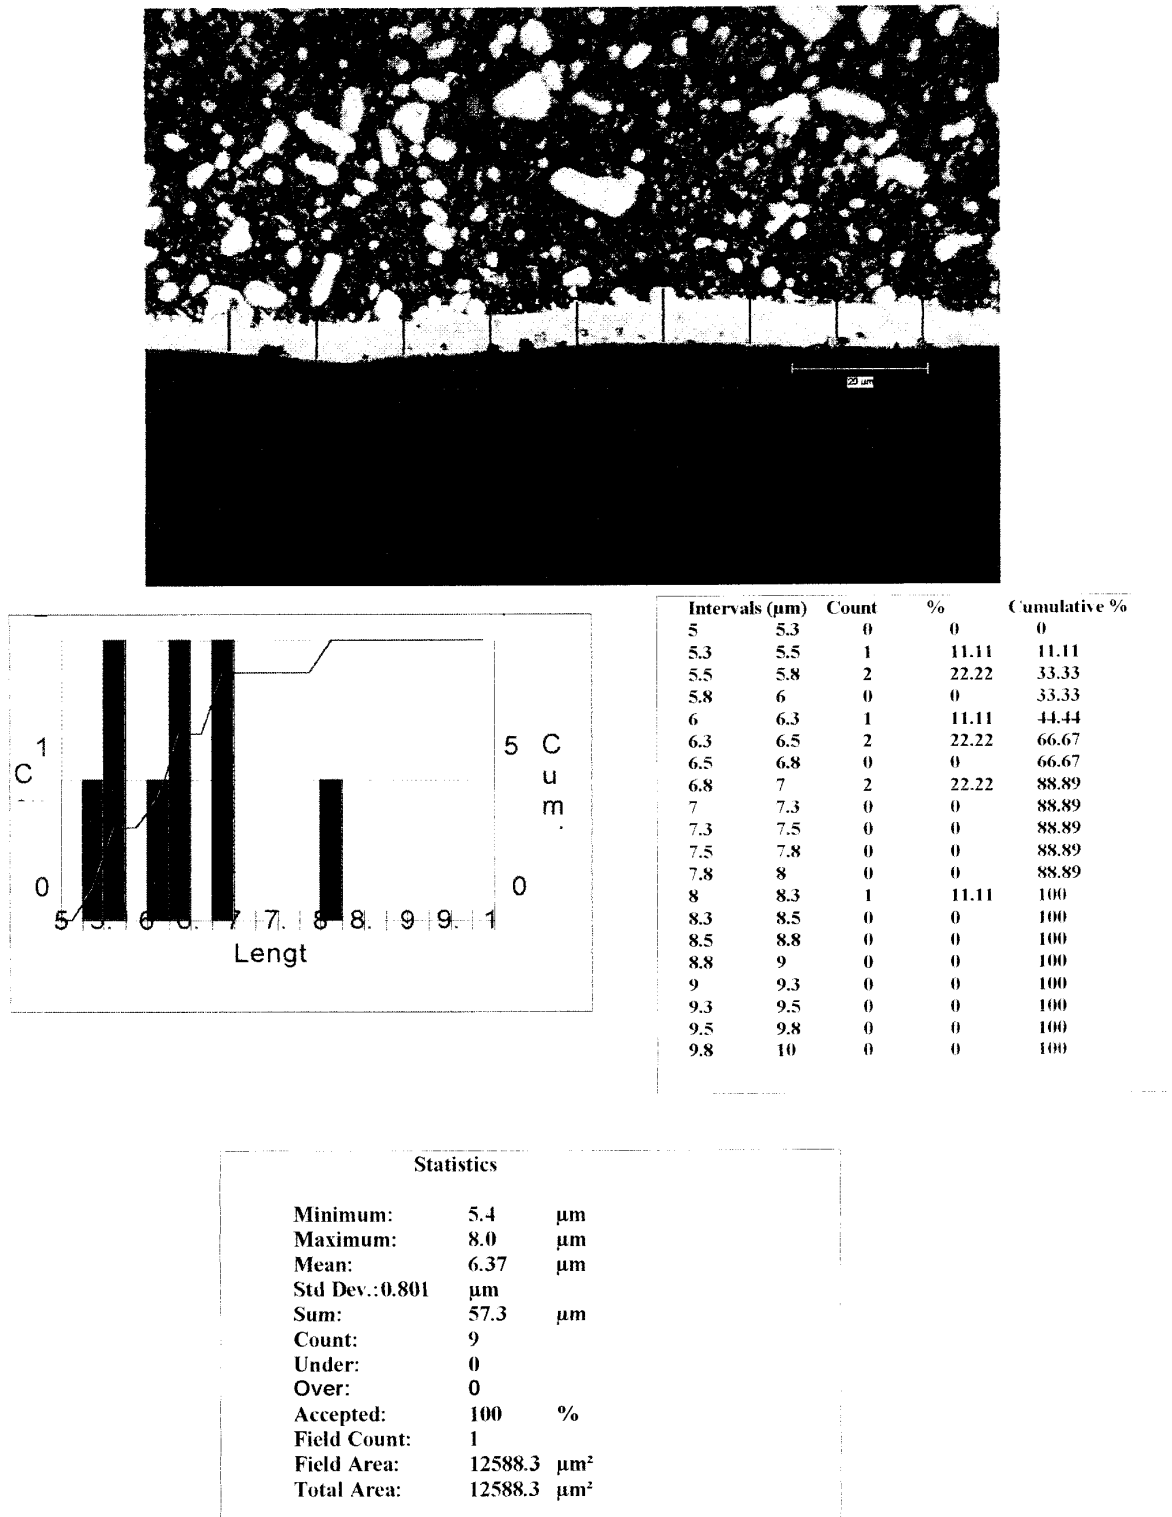 20 µm
1
C
0
5 5. 6 6. 7 7. 8 8. 9 9. 1
Lengt
5
0
C
u
m
.
Intervals (µm) Count % Cumulative %
5 5.3 0 0 0
5.3 5.5 1 11.11 11.11
5.5 5.8 2 22.22 33.33
5.8 6 0 0 33.33
6 6.3 1 11.11 44.44
6.3 6.5 2 22.22 66.67
6.5 6.8 0 0 66.67
6.8 7 2 22.22 88.89
7 7.3 0 0 88.89
7.3 7.5 0 0 88.89
7.5 7.8 0 0 88.89
7.8 8 0 0 88.89
8 8.3 1 11.11 100
8.3 8.5 0 0 100
8.5 8.8 0 0 100
8.8 9 0 0 100
9 9.3 0 0 100
9.3 9.5 0 0 100
9.5 9.8 0 0 100
9.8 10 0 0 100
Statistics
Minimum: 5.4 µm
Maximum: 8.0 µm
Mean: 6.37 µm
Std Dev.:0.801 µm
Sum: 57.3 µm
Count: 9
Under: 0
Over: 0
Accepted: 100 %
Field Count: 1
Field Area: 12588.3 µm²
Total Area: 12588.3 µm²